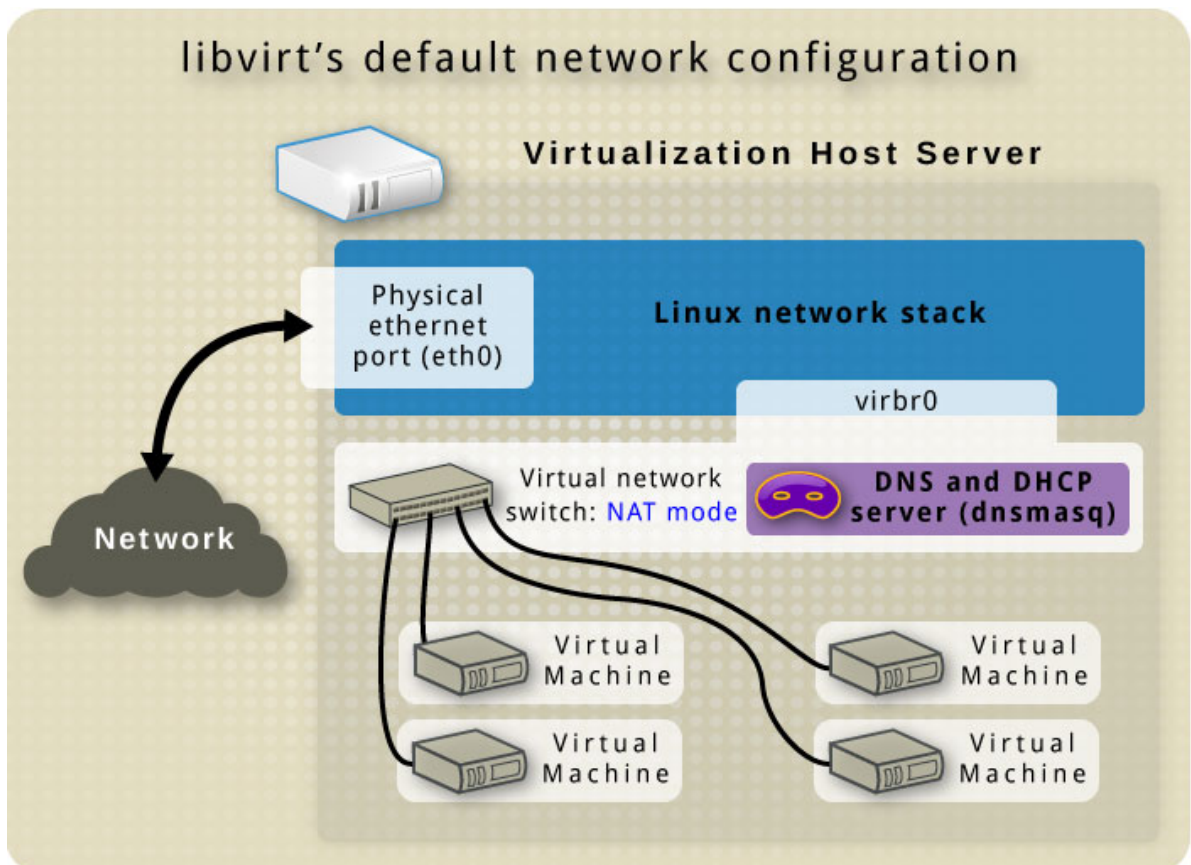 libvirt's default network configuration
Virtualization Host Server
Physical
ethernet
port (eth0)
Linux network stack
virbr0
Virtual network
switch: NAT mode
DNS and DHCP
server (dnsmasq)
Network
Virtual
Machine
Virtual
Machine
Virtual
Machine
Virtual
Machine